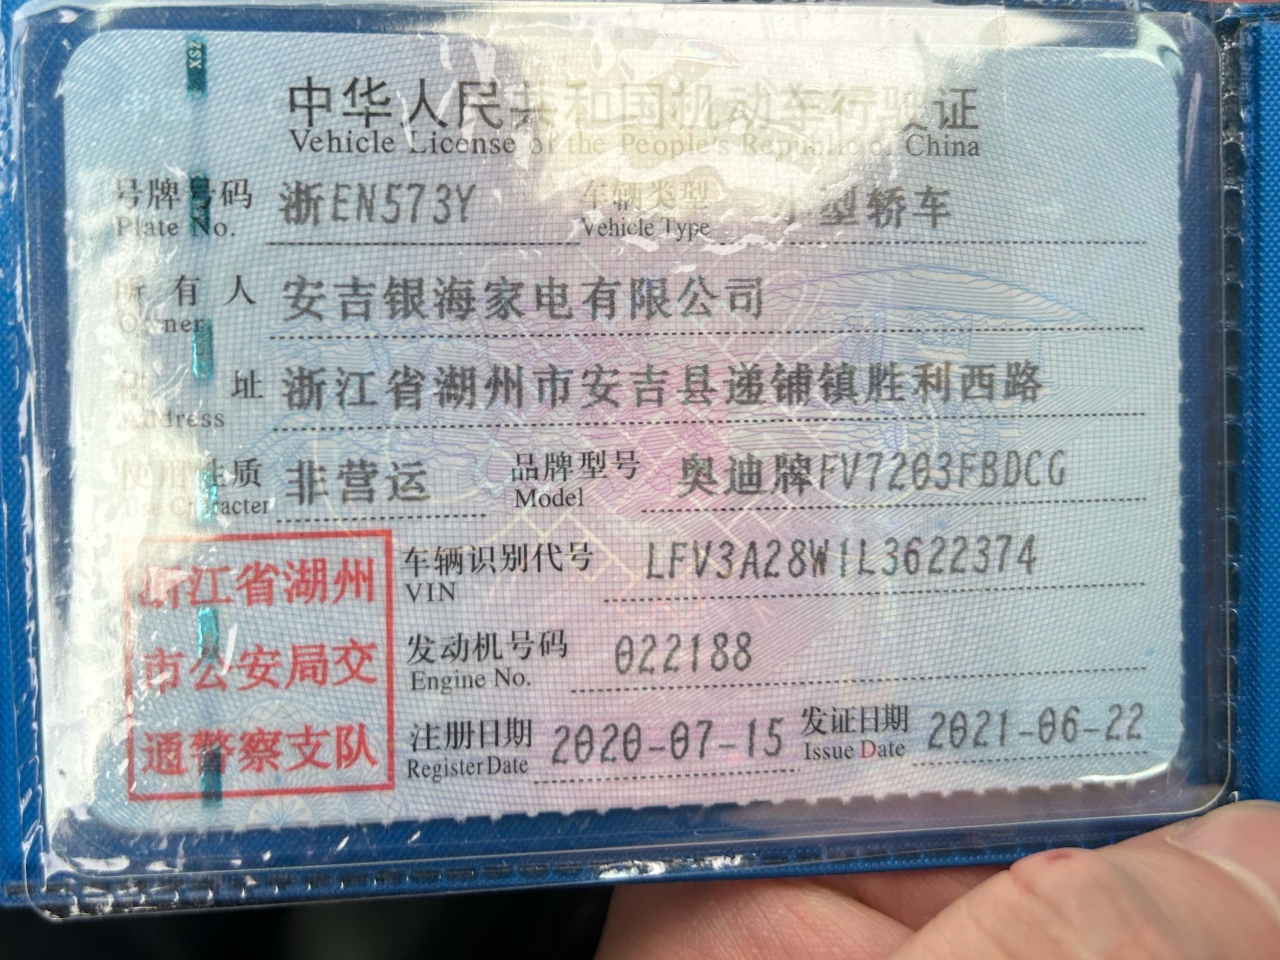 中华人民共和国机动车行驶证
Vehicle License of the People's Republic of China
号牌号码 浙EN573Y 车辆类型 小型轿车
Plate No. Vehicle Type
所有人 安吉银海家电有限公司
Owner
住址 浙江省湖州市安吉县递铺镇胜利西路
Address
使用性质 非营运 品牌型号 奥迪牌FV7203FBDCG
Use Character Model
浙江省湖州
市公安局交
通警察支队
车辆识别代号 LFV3A28W1L3622374
VIN
发动机号码 022188
Engine No.
注册日期 2020-07-15 发证日期 2021-06-22
Register Date Issue Date